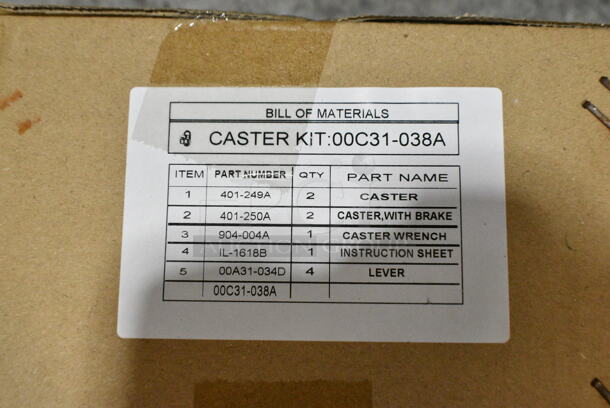 BILL OF MATERIALS
CASTER KIT:00C31-038A
ITEM PART NUMBER QTY PART NAME
1 401-249A 2 CASTER
2 401-250A 2 CASTER,WITH BRAKE
3 904-004A 1 CASTER WRENCH
4 IL-1618B 1 INSTRUCTION SHEET
5 00A31-034D 4 LEVER
00C31-038A